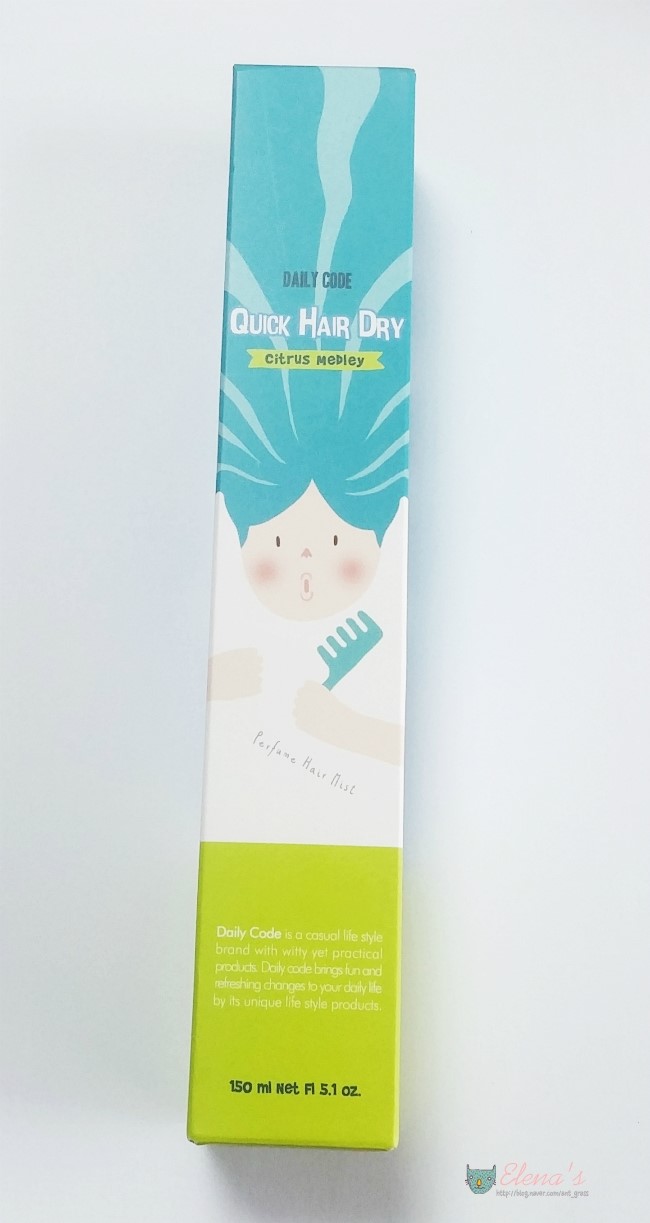 DAILY CODE
QUICK HAIR DRY
Citrus Medley
Perfume Hair Mist
Daily Code is a casual life style
brand with witty yet practical
products. Daily code brings fun and
refreshing changes to your daily life
by its unique life style products.
150 ml Net Fl 5.1 oz.
Elena's